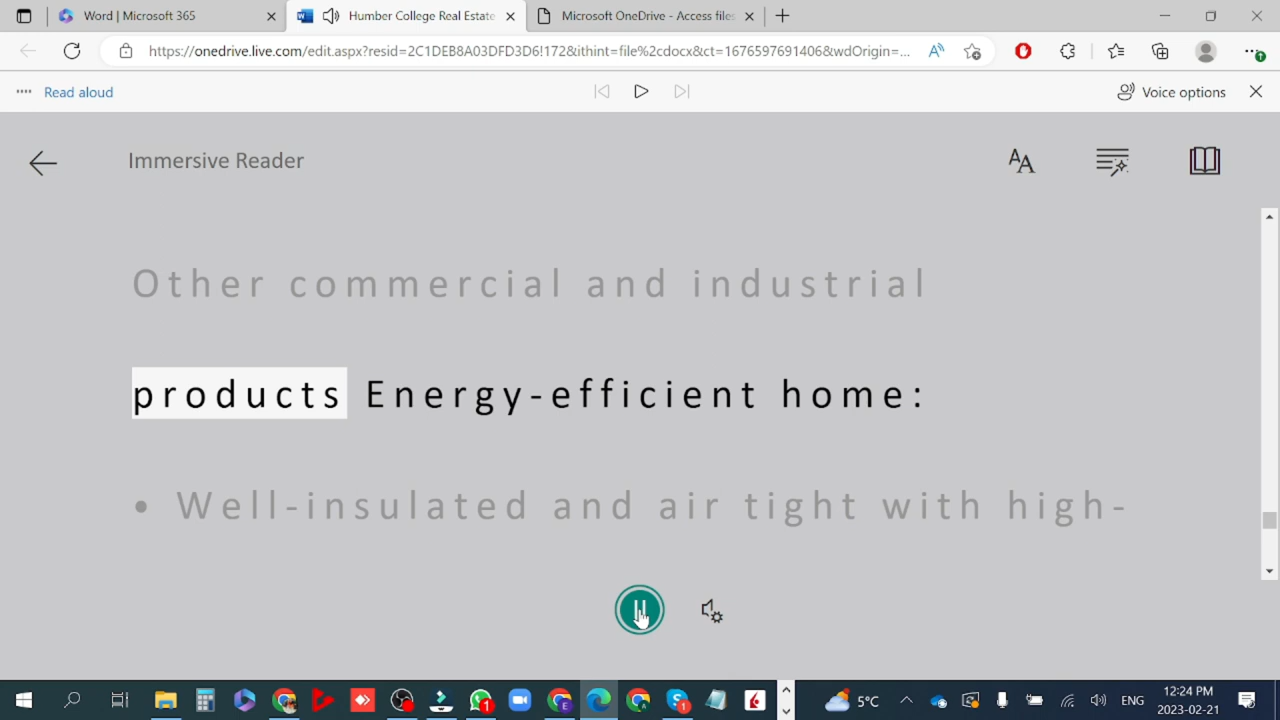 Word | Microsoft 365
Humber College Real Estate
Microsoft OneDrive - Access files
https://onedrive.live.com/edit.aspx?resid=2C1DEB8A03DFD3D6!172&ithint=file%2cdocx&ct=1676597691406&wdOrigin=...
Read aloud
Voice options
Immersive Reader
Other commercial and industrial
products Energy-efficient home:
• Well-insulated and air tight with high-
5°C
ENG
12:24 PM
2023-02-21